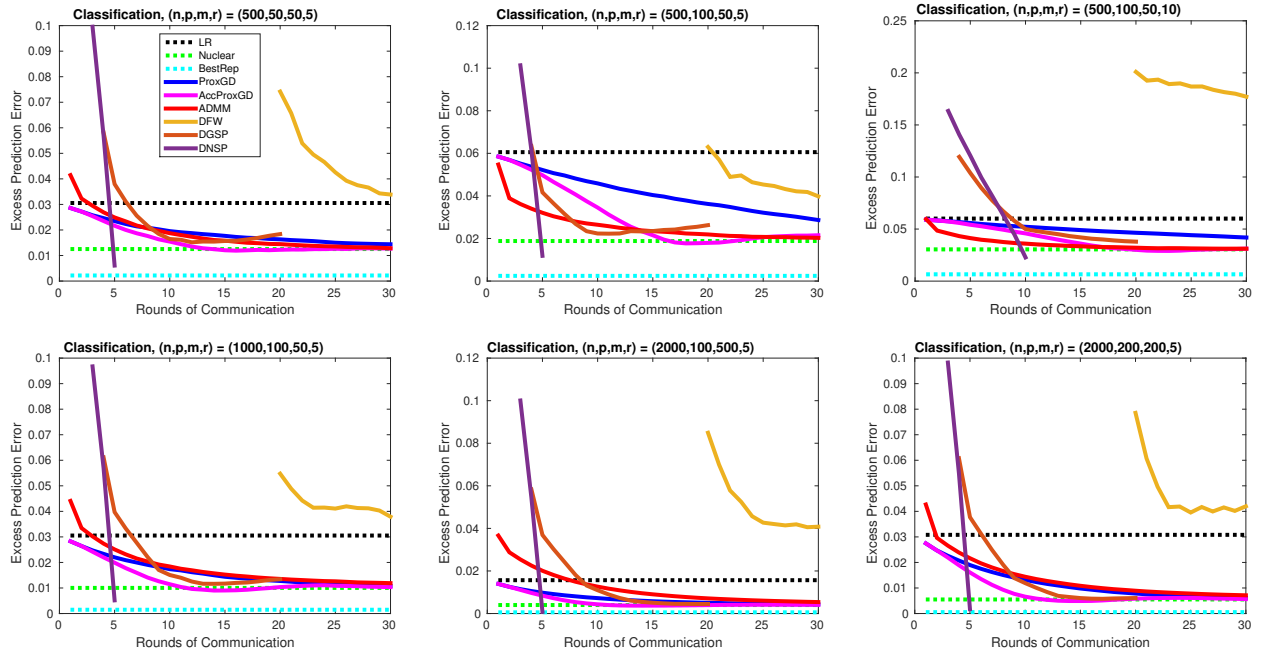 Classification, (n,p,m,r) = (500,50,50,5)
0.1
0.09
0.08
0.07
0.06
0.05
0.04
0.03
0.02
0.01
0
Excess Prediction Error
LR
Nuclear
BestRep
ProxGD
AccProxGD
ADMM
DFW
DGSP
DNSP
0 5 10 15 20 25 30
Rounds of Communication
Classification, (n,p,m,r) = (500,100,50,5)
0.12
0.1
0.08
0.06
0.04
0.02
0
Excess Prediction Error
0 5 10 15 20 25 30
Rounds of Communication
Classification, (n,p,m,r) = (500,100,50,10)
0.25
0.2
0.15
0.1
0.05
0
Excess Prediction Error
0 5 10 15 20 25 30
Rounds of Communication
Classification, (n,p,m,r) = (1000,100,50,5)
0.1
0.09
0.08
0.07
0.06
0.05
0.04
0.03
0.02
0.01
0
Excess Prediction Error
0 5 10 15 20 25 30
Rounds of Communication
Classification, (n,p,m,r) = (2000,100,500,5)
0.12
0.1
0.08
0.06
0.04
0.02
0
Excess Prediction Error
0 5 10 15 20 25 30
Rounds of Communication
Classification, (n,p,m,r) = (2000,200,200,5)
0.1
0.09
0.08
0.07
0.06
0.05
0.04
0.03
0.02
0.01
0
Excess Prediction Error
0 5 10 15 20 25 30
Rounds of Communication